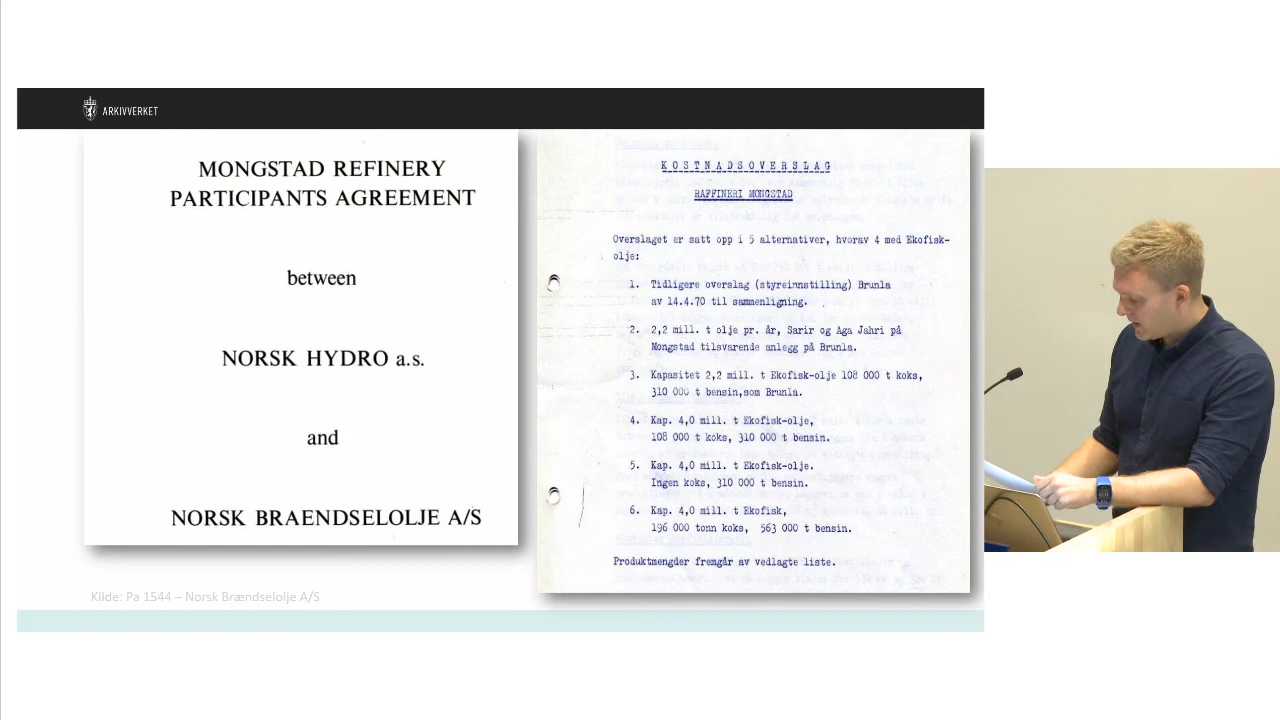 ARKIVVERKET
MONGSTAD REFINERY
PARTICIPANTS AGREEMENT
between
NORSK HYDRO a.s.
and
NORSK BRAENDSELOLJE A/S
Kilde: Pa 1544 – Norsk Brændselolje A/S
KOSTNADSOVERSLAG
RAFFINERI MONGSTAD
Overslaget er satt opp i 5 alternativer, hvorav 4 med Ekofisk-
olje:
1. Tidligere overslag (styreinnstilling) Brunla
av 14.4.70 til sammenligning.
2. 2,2 mill. t olje pr. år, Sarir og Aga Jahri på
Mongstad tilsvarende anlegg på Brunla.
3. Kapasitet 2,2 mill. t Ekofisk-olje 108 000 t koks,
310 000 t bensin,som Brunla.
4. Kap. 4,0 mill. t Ekofisk-olje,
108 000 t koks, 310 000 t bensin.
5. Kap. 4,0 mill. t Ekofisk-olje.
Ingen koks, 310 000 t bensin.
6. Kap. 4,0 mill. t Ekofisk,
196 000 tonn koks, 563 000 t bensin.
Produktmengder fremgår av vedlagte liste.